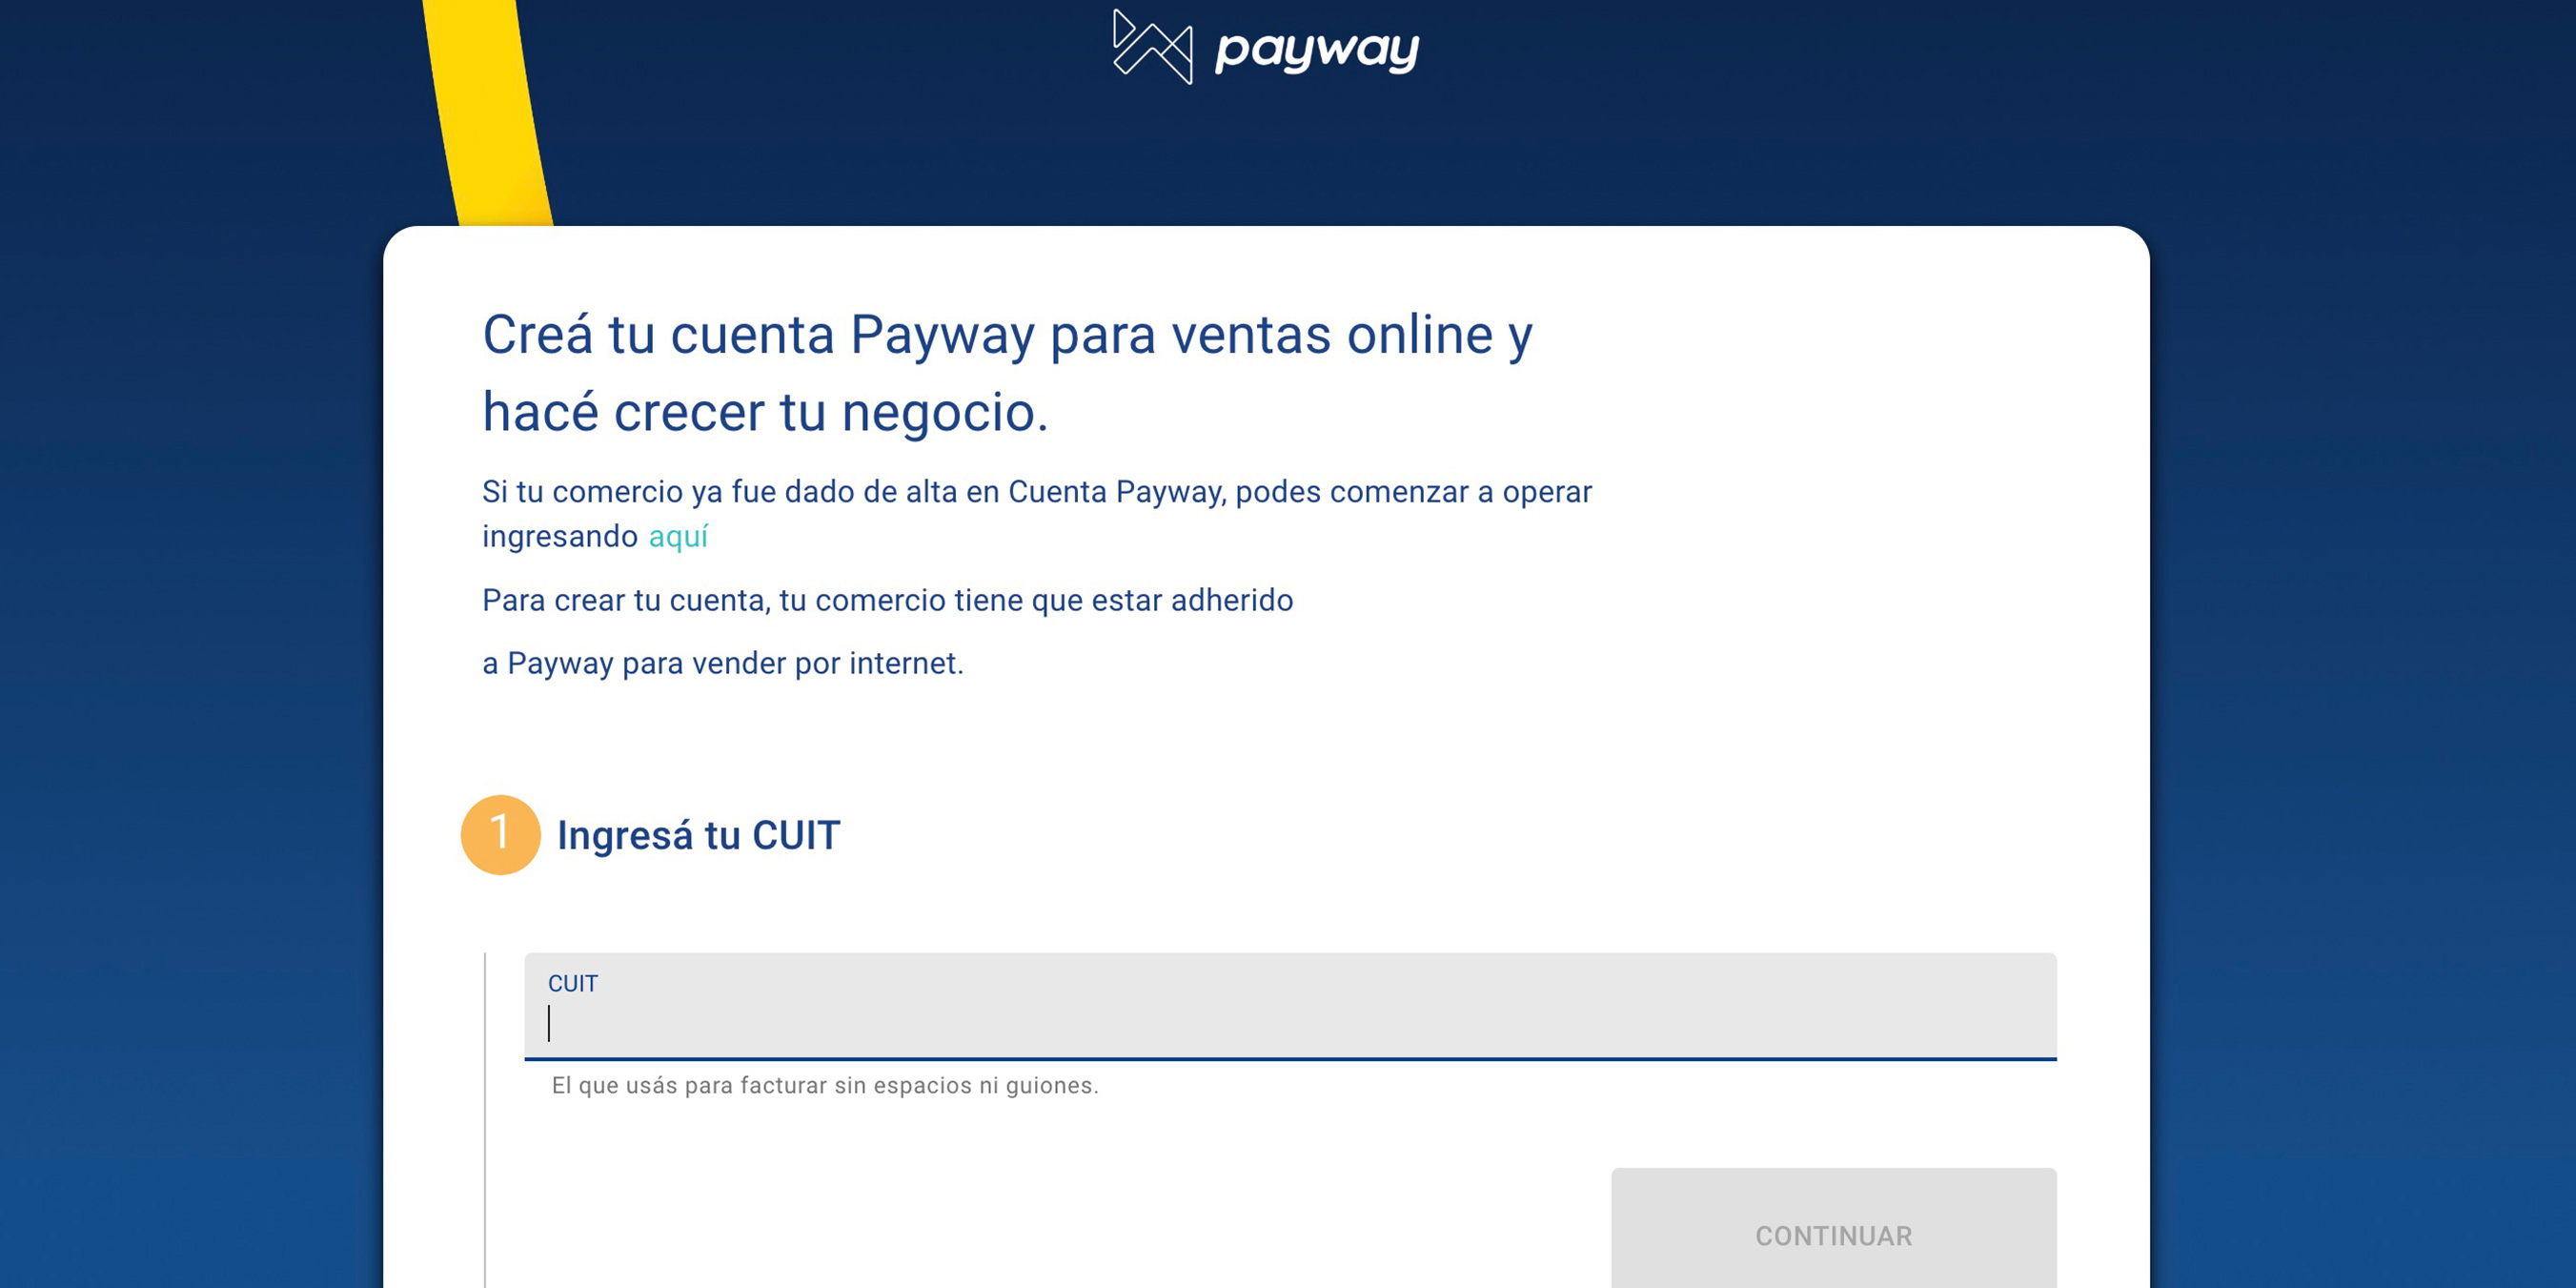 payway
Creá tu cuenta Payway para ventas online y
hacé crecer tu negocio.
Si tu comercio ya fue dado de alta en Cuenta Payway, podes comenzar a operar
ingresando aquí
Para crear tu cuenta, tu comercio tiene que estar adherido
a Payway para vender por internet.
1 Ingresá tu CUIT
CUIT
El que usás para facturar sin espacios ni guiones.
CONTINUAR